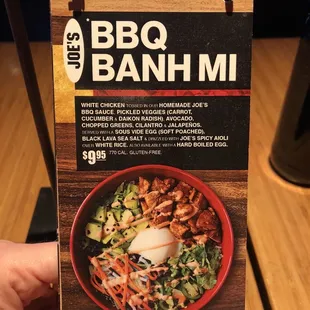 JOE'S
BBQ
BANH MI
WHITE CHICKEN TOSSED IN OUR HOMEMADE JOE'S
BBQ SAUCE, PICKLED VEGGIES (CARROT,
CUCUMBER & DAIKON RADISH), AVOCADO,
CHOPPED GREENS, CILANTRO & JALAPEÑOS.
SERVED WITH A SOUS VIDE EGG (SOFT POACHED),
BLACK LAVA SEA SALT & DRIZZLED WITH JOE'S SPICY AIOLI
OVER WHITE RICE. ALSO AVAILABLE WITH A HARD BOILED EGG.
$9.95 770 CAL. GLUTEN-FREE.